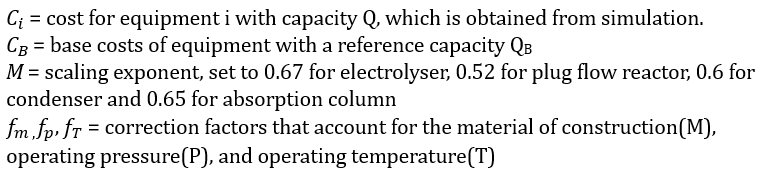 C_i = cost for equipment i with capacity Q, which is obtained from simulation.
C_B = base costs of equipment with a reference capacity Q_B
M = scaling exponent, set to 0.67 for electrolyser, 0.52 for plug flow reactor, 0.6 for
condenser and 0.65 for absorption column
f_m , f_p, f_T = correction factors that account for the material of construction(M),
operating pressure(P), and operating temperature(T)